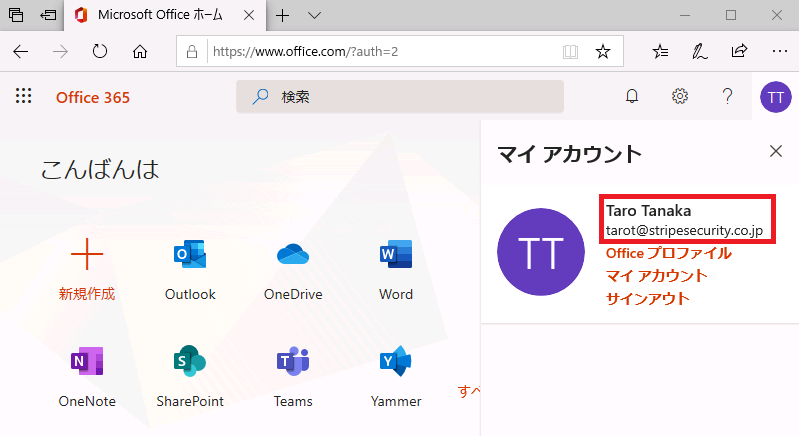 Microsoft Office ホーム
https://www.office.com/?auth=2
Office 365
検索
TT
こんばんは
マイ アカウント
TT
Taro Tanaka
tarot@stripesecurity.co.jp
Office プロファイル
マイ アカウント
サインアウト
新規作成
Outlook
OneDrive
Word
OneNote
SharePoint
Teams
Yammer
すべ